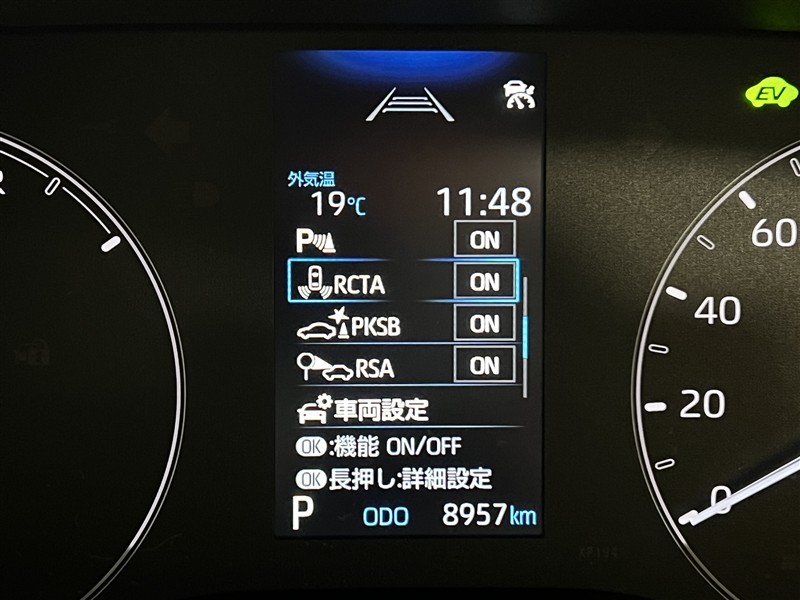 EV
外気温
19℃ 11:48
P ON
RCTA ON
PKSB ON
RSA ON
車両設定
OK:機能 ON/OFF
OK長押し:詳細設定
P ODO 8957km
60
40
20
0